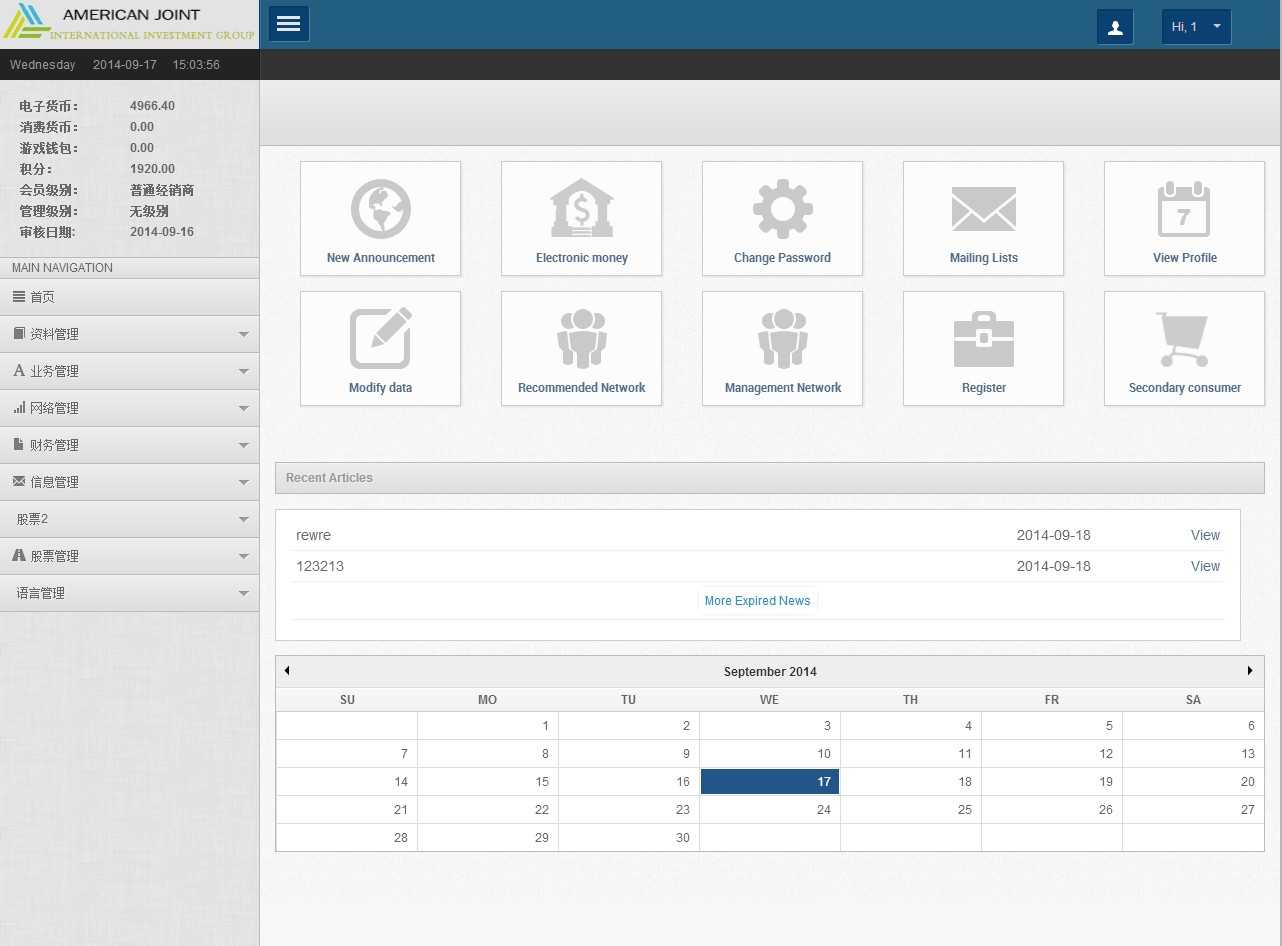 AMERICAN JOINT
INTERNATIONAL INVESTMENT GROUP
Hi, 1
Wednesday 2014-09-17 15:03:56
电子货币： 4966.40
消费货币： 0.00
游戏钱包： 0.00
积分： 1920.00
会员级别： 普通经销商
管理级别： 无级别
审核日期: 2014-09-16
MAIN NAVIGATION
首页
资料管理
A 业务管理
网络管理
财务管理
信息管理
股票2
股票管理
语言管理
New Announcement
Electronic money
Change Password
Mailing Lists
7
View Profile
Modify data
Recommended Network
Management Network
Register
Secondary consumer
Recent Articles
rewre 2014-09-18 View
123213 2014-09-18 View
More Expired News
September 2014
SU MO TU WE TH FR SA
1 2 3 4 5 6
7 8 9 10 11 12 13
14 15 16 17 18 19 20
21 22 23 24 25 26 27
28 29 30